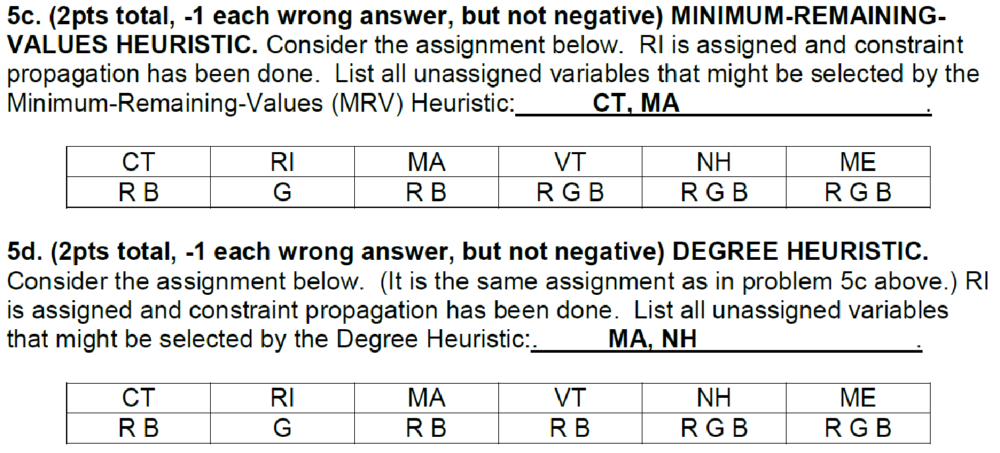 5c. (2pts total, -1 each wrong answer, but not negative) MINIMUM-REMAINING-
VALUES HEURISTIC. Consider the assignment below. RI is assigned and constraint
propagation has been done. List all unassigned variables that might be selected by the
Minimum-Remaining-Values (MRV) Heuristic: CT, MA .
CT RI MA VT NH ME
R B G R B R G B R G B R G B
5d. (2pts total, -1 each wrong answer, but not negative) DEGREE HEURISTIC.
Consider the assignment below. (It is the same assignment as in problem 5c above.) RI
is assigned and constraint propagation has been done. List all unassigned variables
that might be selected by the Degree Heuristic:. MA, NH .
CT RI MA VT NH ME
R B G R B R B R G B R G B